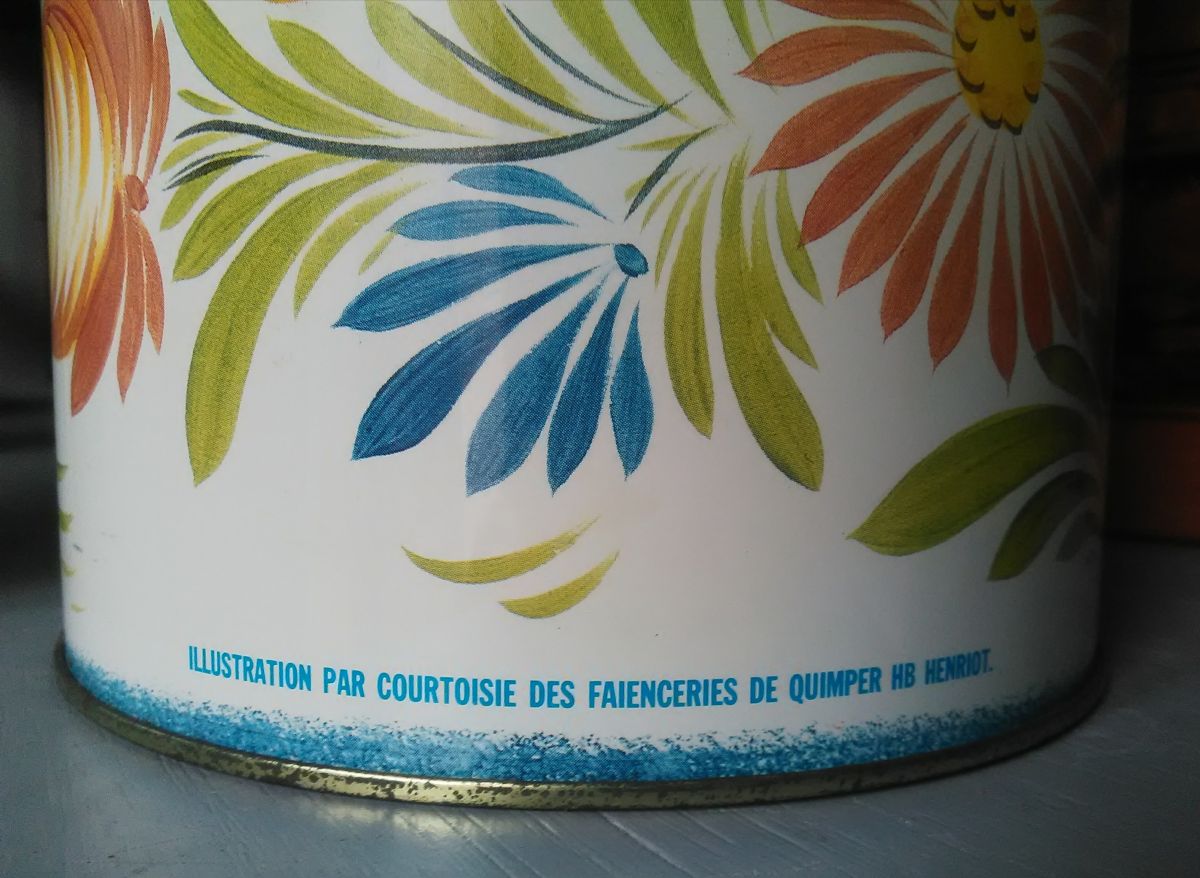 ILLUSTRATION PAR COURTOISIE DES FAIENCERIES DE QUIMPER HB HENRIOT.